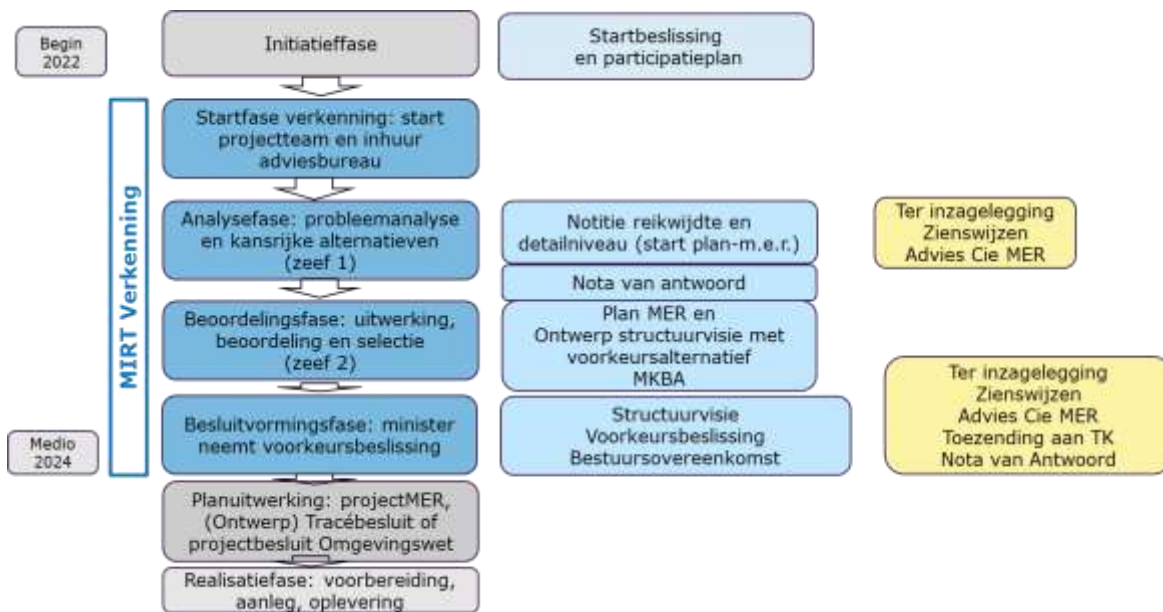 Begin
2022
Initiatieffase
Startbeslissing
en participatieplan
MIRT Verkenning
Startfase verkenning: start
projectteam en inhuur
adviesbureau
Analysefase: probleemanalyse
en kansrijke alternatieven
(zeef 1)
Notitie reikwijdte en
detailniveau (start plan-m.e.r.)
Ter inzagelegging
Zienswijzen
Advies Cie MER
Nota van antwoord
Beoordelingsfase: uitwerking,
beoordeling en selectie
(zeef 2)
Plan MER en
Ontwerp structuurvisie met
voorkeursalternatief
MKBA
Medio
2024
Besluitvormingsfase: minister
neemt voorkeursbeslissing
Structuurvisie
Voorkeursbeslissing
Bestuursovereenkomst
Ter inzagelegging
Zienswijzen
Advies Cie MER
Toezending aan TK
Nota van Antwoord
Planuitwerking: projectMER,
(Ontwerp) Tracébesluit of
projectbesluit Omgevingswet
Realisatiefase: voorbereiding,
aanleg, oplevering